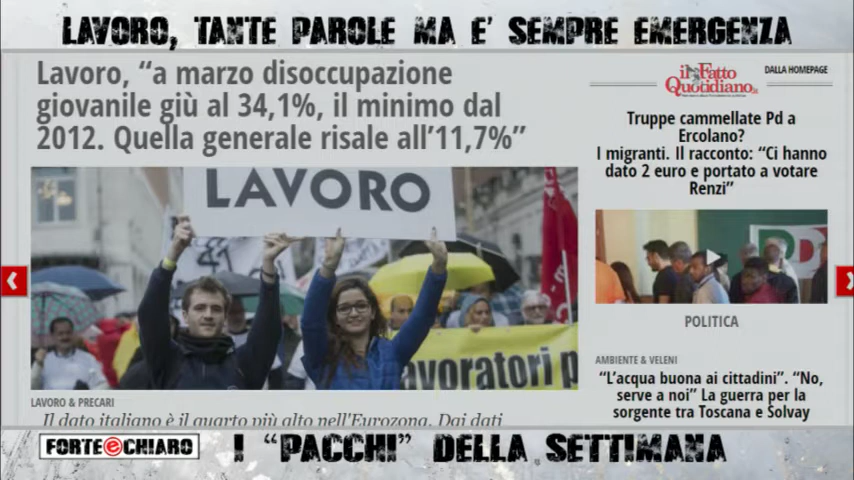 LAVORO, TANTE PAROLE MA E' SEMPRE EMERGENZA
Lavoro, “a marzo disoccupazione
giovanile giù al 34,1%, il minimo dal
2012. Quella generale risale all’11,7%”
LAVORO
lavoratori p
LAVORO & PRECARI
Il dato italiano è il quarto più alto nell'Eurozona. Dai dati
il Fatto
Quotidiano.it
DALLA HOMEPAGE
Truppe cammellate Pd a
Ercolano?
I migranti. Il racconto: “Ci hanno
dato 2 euro e portato a votare
Renzi”
PD
POLITICA
AMBIENTE & VELENI
“L’acqua buona ai cittadini”. “No,
serve a noi” La guerra per la
sorgente tra Toscana e Solvay
FORTE e CHIARO
I “PACCHI” DELLA SETTIMANA